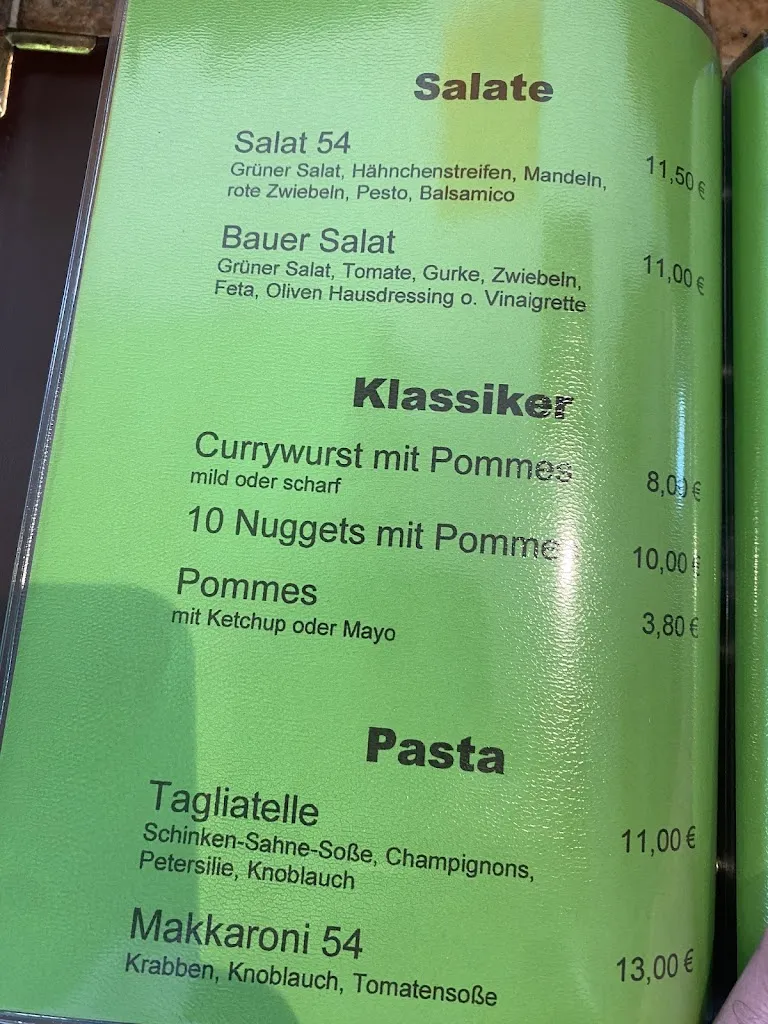 Salate
Salat 54
Grüner Salat, Hähnchenstreifen, Mandeln,
rote Zwiebeln, Pesto, Balsamico
11,50 €
Bauer Salat
Grüner Salat, Tomate, Gurke, Zwiebeln,
Feta, Oliven Hausdressing o. Vinaigrette
11,00 €
Klassiker
Currywurst mit Pommes
mild oder scharf
8,00 €
10 Nuggets mit Pommes
10,00 €
Pommes
mit Ketchup oder Mayo
3,80 €
Pasta
Tagliatelle
Schinken-Sahne-Soße, Champignons,
Petersilie, Knoblauch
11,00 €
Makkaroni 54
Krabben, Knoblauch, Tomatensoße
13,00 €